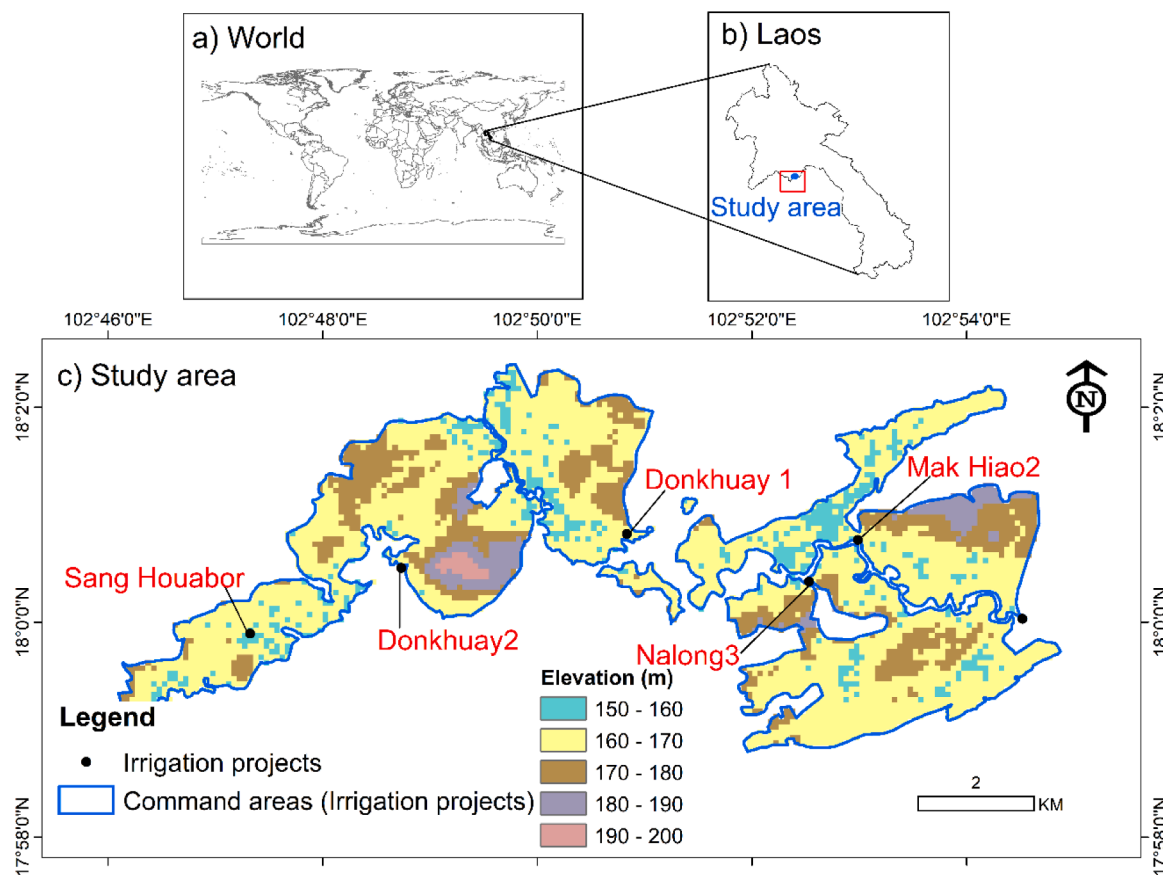 a) World
b) Laos
Study area
102°46'0"E
102°48'0"E
102°50'0"E
102°52'0"E
102°54'0"E
c) Study area
N
18°2'0"N
18°2'0"N
Donkhuay 1
Mak Hiao2
Sang Houabor
Donkhuay2
Nalong3
18°0'0"N
18°0'0"N
Legend
Irrigation projects
Command areas (Irrigation projects)
Elevation (m)
150 - 160
160 - 170
170 - 180
180 - 190
190 - 200
2
KM
17°58'0"N
17°58'0"N